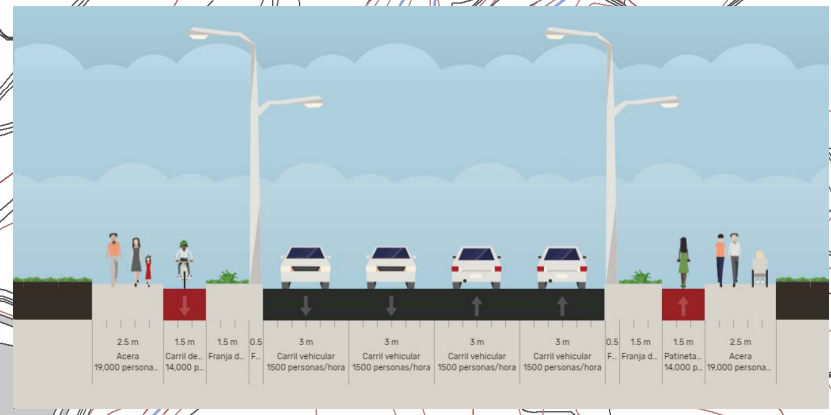 2.5 m
Acera
19,000 persona...
1.5 m
Carril de...
14,000 p...
1.5 m
Franja d...
0.5
F...
3 m
Carril vehicular
1500 personas/hora
3 m
Carril vehicular
1500 personas/hora
3 m
Carril vehicular
1500 personas/hora
3 m
Carril vehicular
1500 personas/hora
0.5
F...
1.5 m
Franja d...
1.5 m
Patineta...
14,000 p...
2.5 m
Acera
19,000 persona...